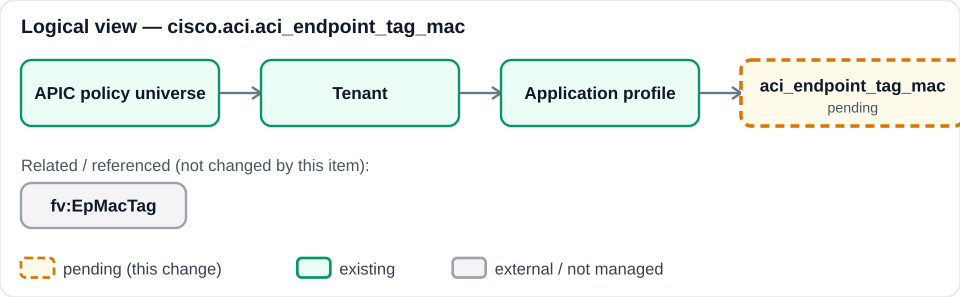 Logical view — cisco.aci.aci_endpoint_tag_mac
APIC policy universe
Tenant
Application profile
aci_endpoint_tag_mac
pending
Related / referenced (not changed by this item):
fv:EpMacTag
pending (this change)
existing
external / not managed